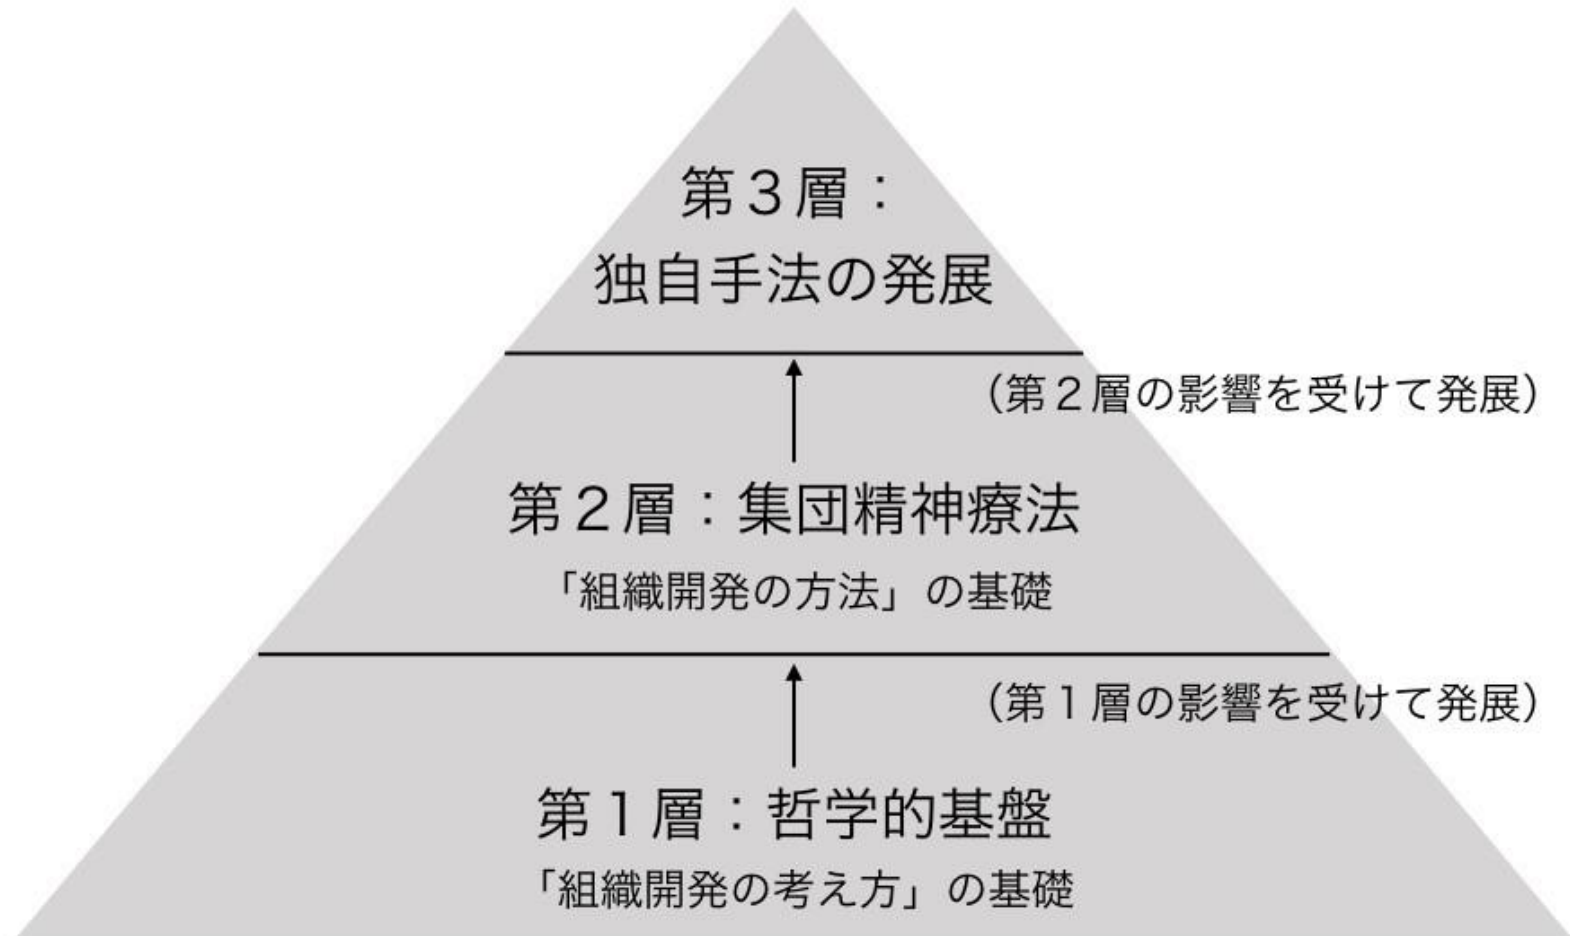 第３層：
独自手法の発展
（第２層の影響を受けて発展）
第２層：集団精神療法
「組織開発の方法」の基礎
（第１層の影響を受けて発展）
第１層：哲学的基盤
「組織開発の考え方」の基礎